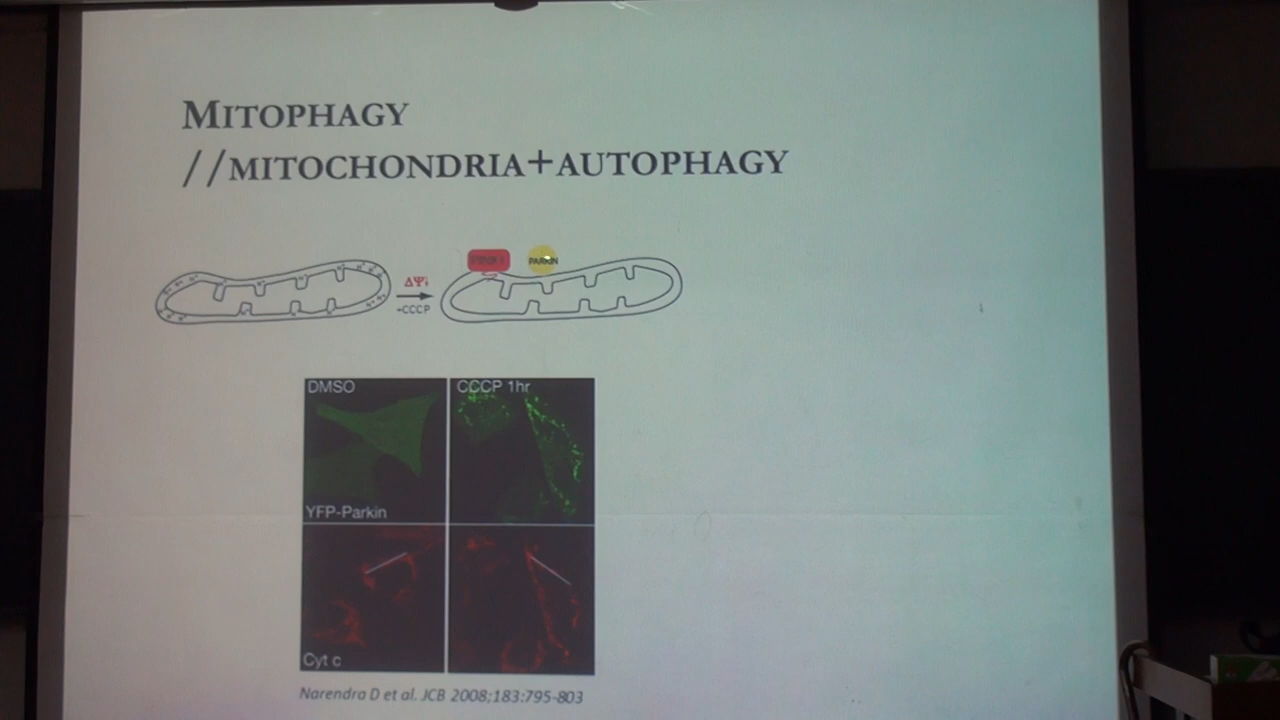 MITOPHAGY
//MITOCHONDRIA+AUTOPHAGY
PARKIN
ΔΨ
-CCCP
DMSO
CCCP 1hr
YFP-Parkin
Cyt c
Narendra D et al. JCB 2008;183:795-803